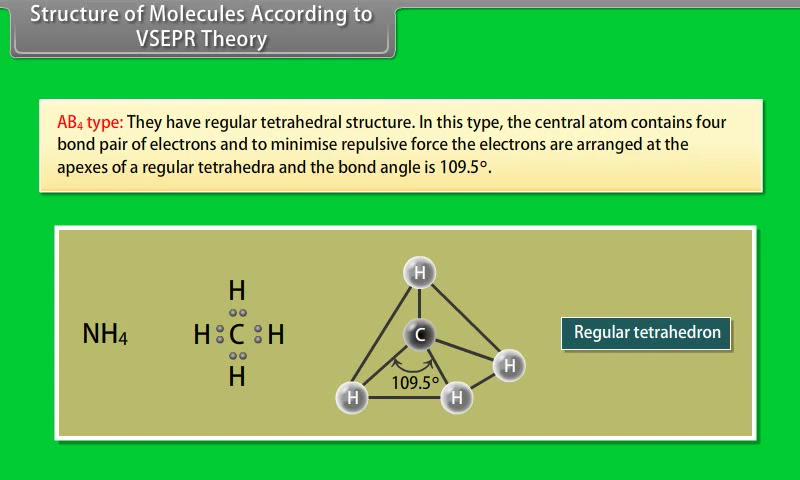 Structure of Molecules According to
VSEPR Theory
AB₄ type: They have regular tetrahedral structure. In this type, the central atom contains four
bond pair of electrons and to minimise repulsive force the electrons are arranged at the
apexes of a regular tetrahedra and the bond angle is 109.5°.
NH₄
H
H C H
H
H
C
H
109.5°
H H
Regular tetrahedron